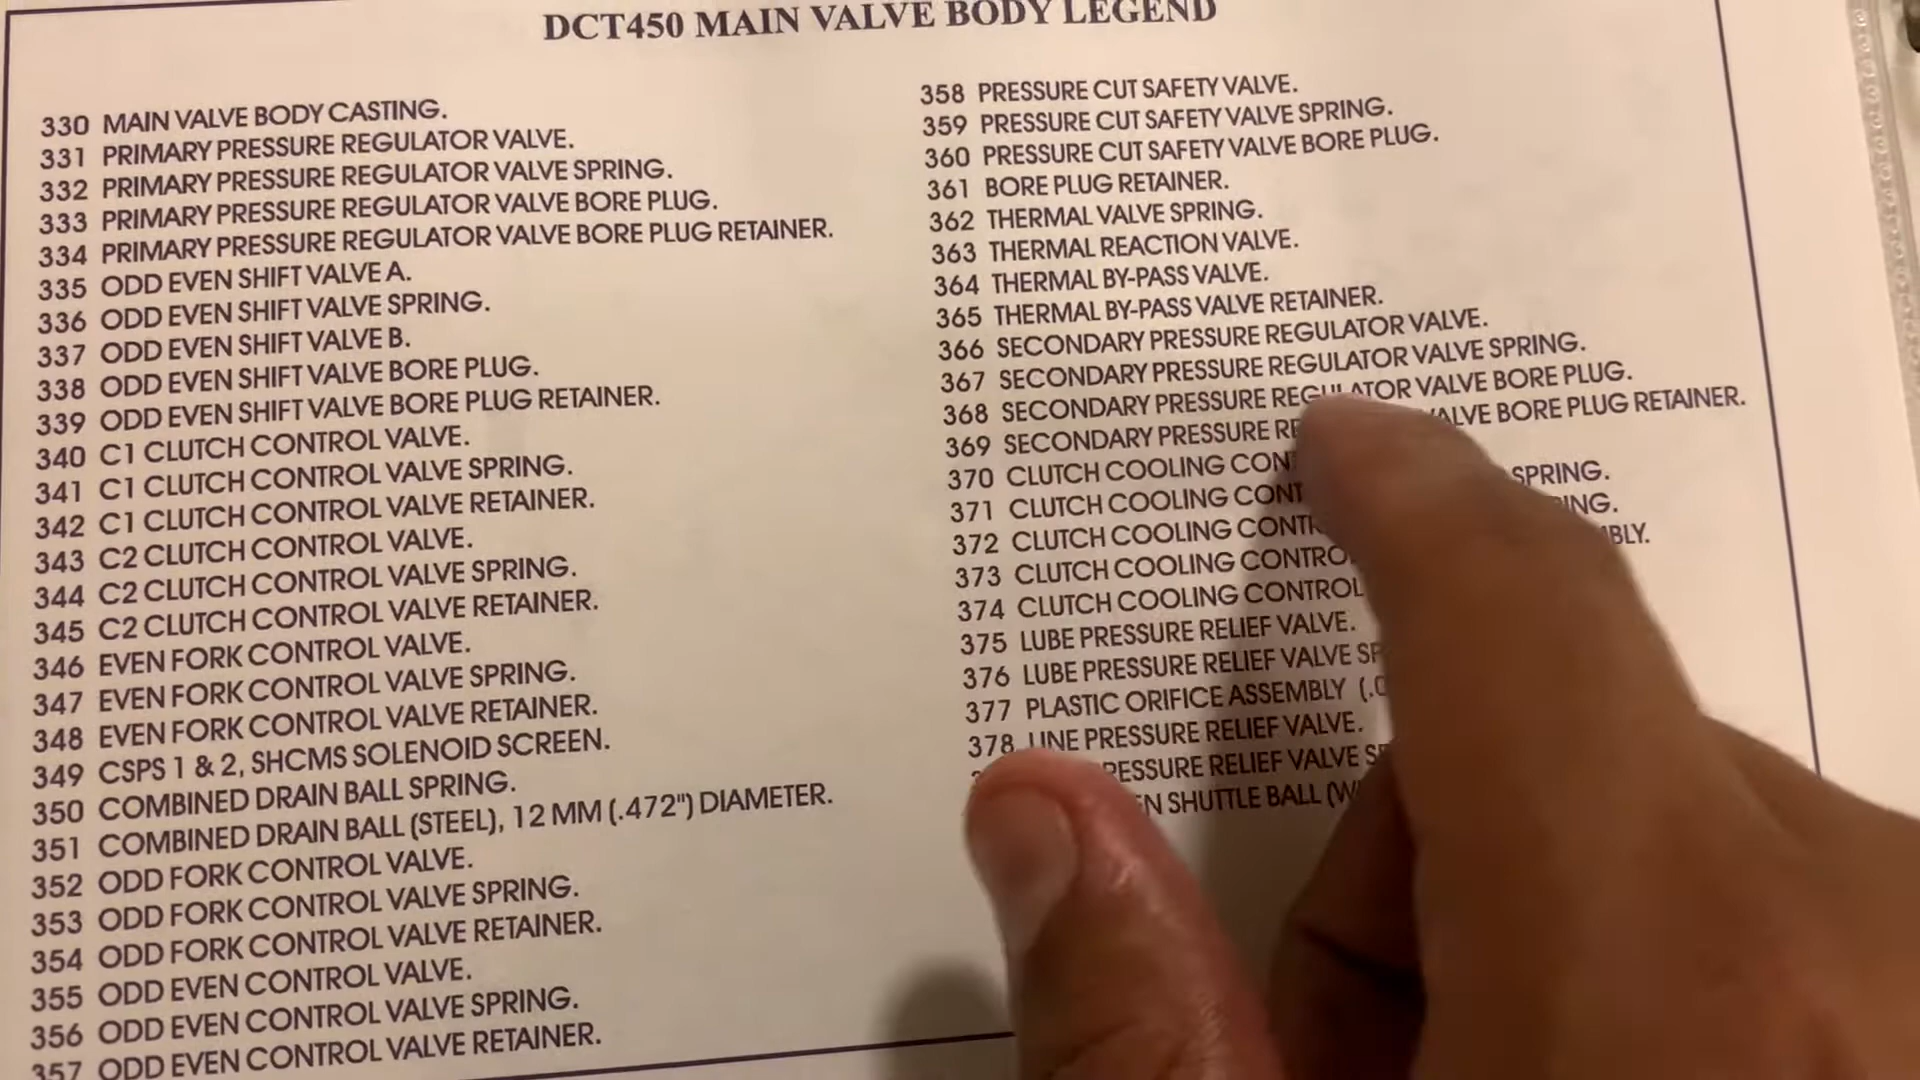 DCT450 MAIN VALVE BODY LEGEND
330 MAIN VALVE BODY CASTING.
331 PRIMARY PRESSURE REGULATOR VALVE.
332 PRIMARY PRESSURE REGULATOR VALVE SPRING.
333 PRIMARY PRESSURE REGULATOR VALVE BORE PLUG.
334 PRIMARY PRESSURE REGULATOR VALVE BORE PLUG RETAINER.
335 ODD EVEN SHIFT VALVE A.
336 ODD EVEN SHIFT VALVE SPRING.
337 ODD EVEN SHIFT VALVE B.
338 ODD EVEN SHIFT VALVE BORE PLUG.
339 ODD EVEN SHIFT VALVE BORE PLUG RETAINER.
340 C1 CLUTCH CONTROL VALVE.
341 C1 CLUTCH CONTROL VALVE SPRING.
342 C1 CLUTCH CONTROL VALVE RETAINER.
343 C2 CLUTCH CONTROL VALVE.
344 C2 CLUTCH CONTROL VALVE SPRING.
345 C2 CLUTCH CONTROL VALVE RETAINER.
346 EVEN FORK CONTROL VALVE.
347 EVEN FORK CONTROL VALVE SPRING.
348 EVEN FORK CONTROL VALVE RETAINER.
349 CSPS 1 & 2, SHCMS SOLENOID SCREEN.
350 COMBINED DRAIN BALL SPRING.
351 COMBINED DRAIN BALL (STEEL), 12 MM (.472") DIAMETER.
352 ODD FORK CONTROL VALVE.
353 ODD FORK CONTROL VALVE SPRING.
354 ODD FORK CONTROL VALVE RETAINER.
355 ODD EVEN CONTROL VALVE.
356 ODD EVEN CONTROL VALVE SPRING.
357 ODD EVEN CONTROL VALVE RETAINER.
358 PRESSURE CUT SAFETY VALVE.
359 PRESSURE CUT SAFETY VALVE SPRING.
360 PRESSURE CUT SAFETY VALVE BORE PLUG.
361 BORE PLUG RETAINER.
362 THERMAL VALVE SPRING.
363 THERMAL REACTION VALVE.
364 THERMAL BY-PASS VALVE.
365 THERMAL BY-PASS VALVE RETAINER.
366 SECONDARY PRESSURE REGULATOR VALVE.
367 SECONDARY PRESSURE REGULATOR VALVE SPRING.
368 SECONDARY PRESSURE REGULATOR VALVE BORE PLUG.
369 SECONDARY PRESSURE VALVE BORE PLUG RETAINER.
370 CLUTCH COOLING
371 CLUTCH COOLING SPRING.
372 CLUTCH COOLING
373 CLUTCH COOLING
374 CLUTCH COOLING CONTROL
375 LUBE PRESSURE RELIEF VALVE.
376 LUBE PRESSURE RELIEF VALVE
377 PLASTIC ORIFICE ASSEMBLY
378 LINE PRESSURE RELIEF VALVE.
PRESSURE RELIEF VALVE
SHUTTLE BALL